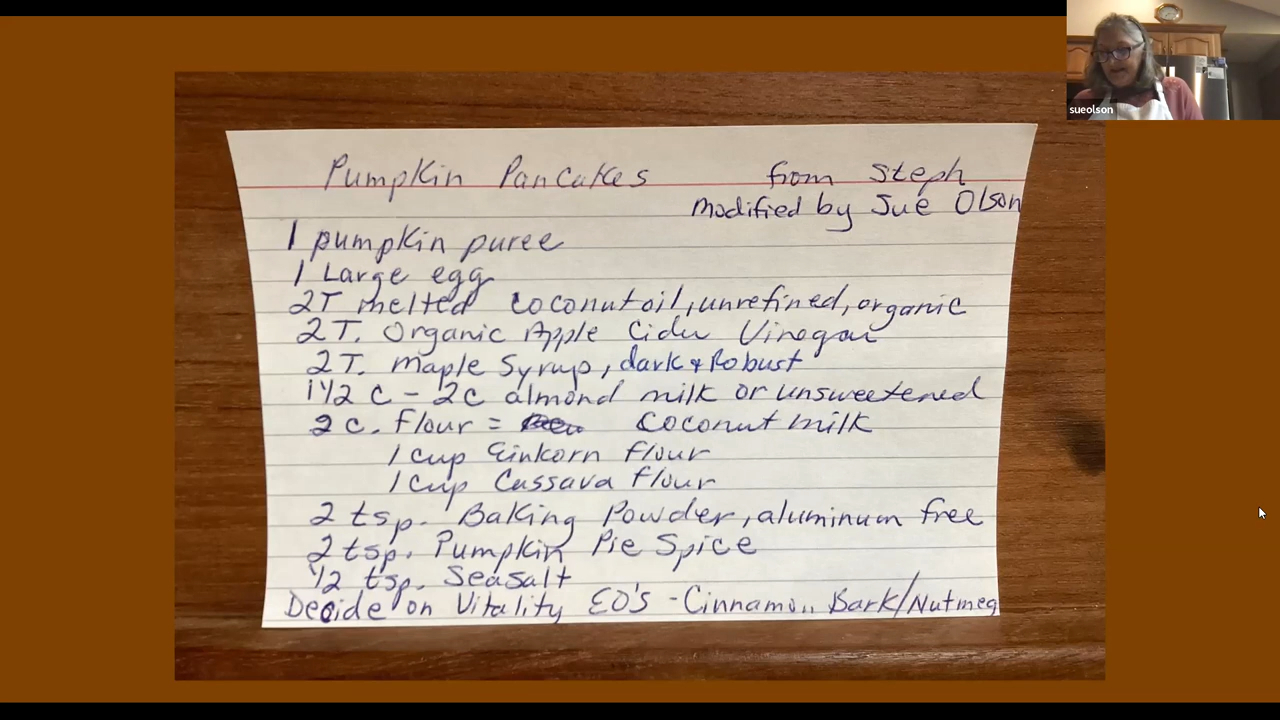 sueolson
Pumpkin Pancakes from Steph
modified by Sue Olson
1 pumpkin puree
1 Large egg
2T melted coconut oil, unrefined, organic
2T. Organic Apple Cider Vinegar
2T. Maple Syrup, dark & Robust
1 1/2 c - 2c almond milk or unsweetened
2 c. flour = Coconut milk
1 cup Einkorn flour
1 cup Cassava flour
2 tsp. Baking Powder, aluminum free
2 tsp. Pumpkin Pie Spice
1/2 tsp. Seasalt
Decide on Vitality EO's - Cinnamon Bark/Nutmeg